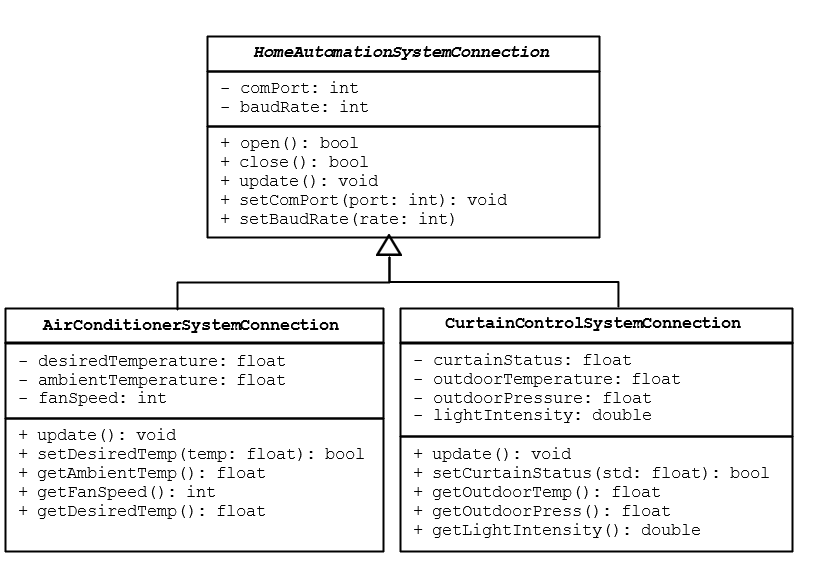 HomeAutomationSystemConnection
- comPort: int
- baudRate: int
+ open(): bool
+ close(): bool
+ update(): void
+ setComPort(port: int): void
+ setBaudRate(rate: int)
AirConditionerSystemConnection
- desiredTemperature: float
- ambientTemperature: float
- fanSpeed: int
+ update(): void
+ setDesiredTemp(temp: float): bool
+ getAmbientTemp(): float
+ getFanSpeed(): int
+ getDesiredTemp(): float
CurtainControlSystemConnection
- curtainStatus: float
- outdoorTemperature: float
- outdoorPressure: float
- lightIntensity: double
+ update(): void
+ setCurtainStatus(std: float): bool
+ getOutdoorTemp(): float
+ getOutdoorPress(): float
+ getLightIntensity(): double